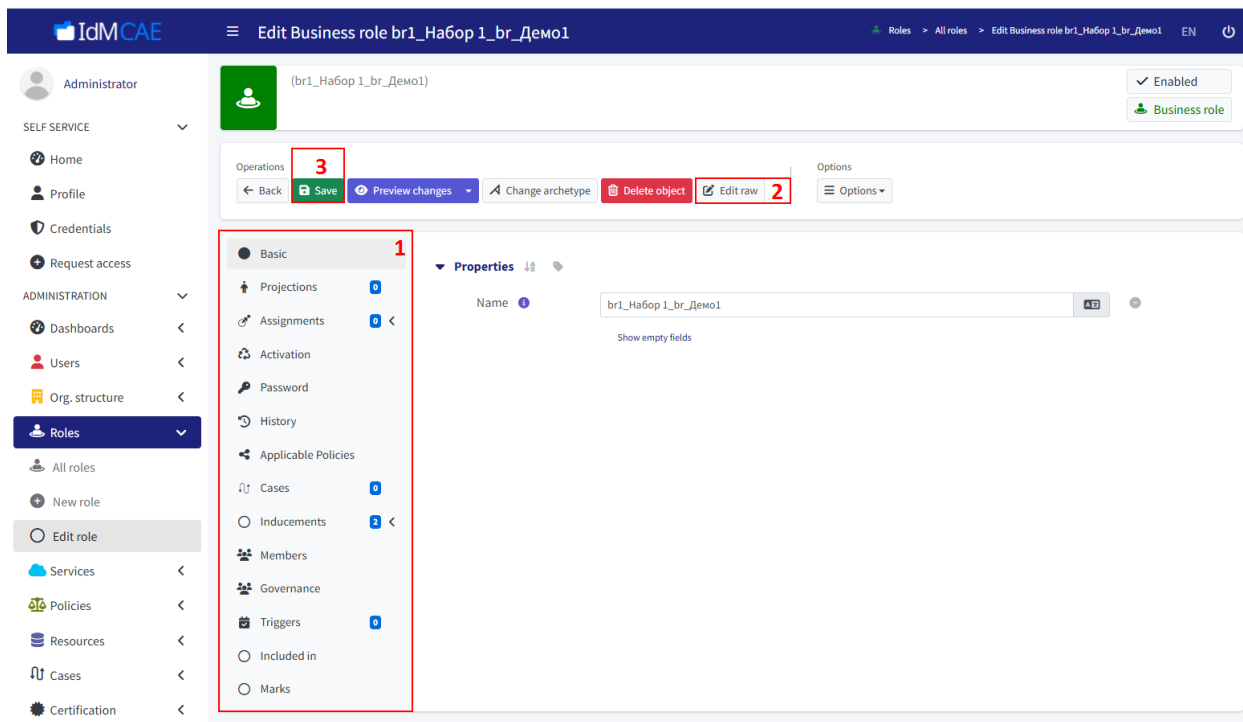 IdMCAE
Edit Business role br1_Набор 1_br_Демо1
Roles > All roles > Edit Business role br1_Набор 1_br_Демо1
EN
Administrator
SELF SERVICE
Home
Profile
Credentials
Request access
ADMINISTRATION
Dashboards
Users
Org. structure
Roles
All roles
New role
Edit role
Services
Policies
Resources
Cases
Certification
(br1_Набор 1_br_Демо1)
Enabled
Business role
Operations
3
Options
Back
Save
Preview changes
Change archetype
Delete object
Edit raw
2
Options
1
Basic
Projections 0
Assignments 0
Activation
Password
History
Applicable Policies
Cases 0
Inducements 2
Members
Governance
Triggers 0
Included in
Marks
Properties
Name
br1_Набор 1_br_Демо1
Show empty fields